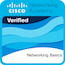 Networking
Academy
CISCO
Verified
Networking Basics